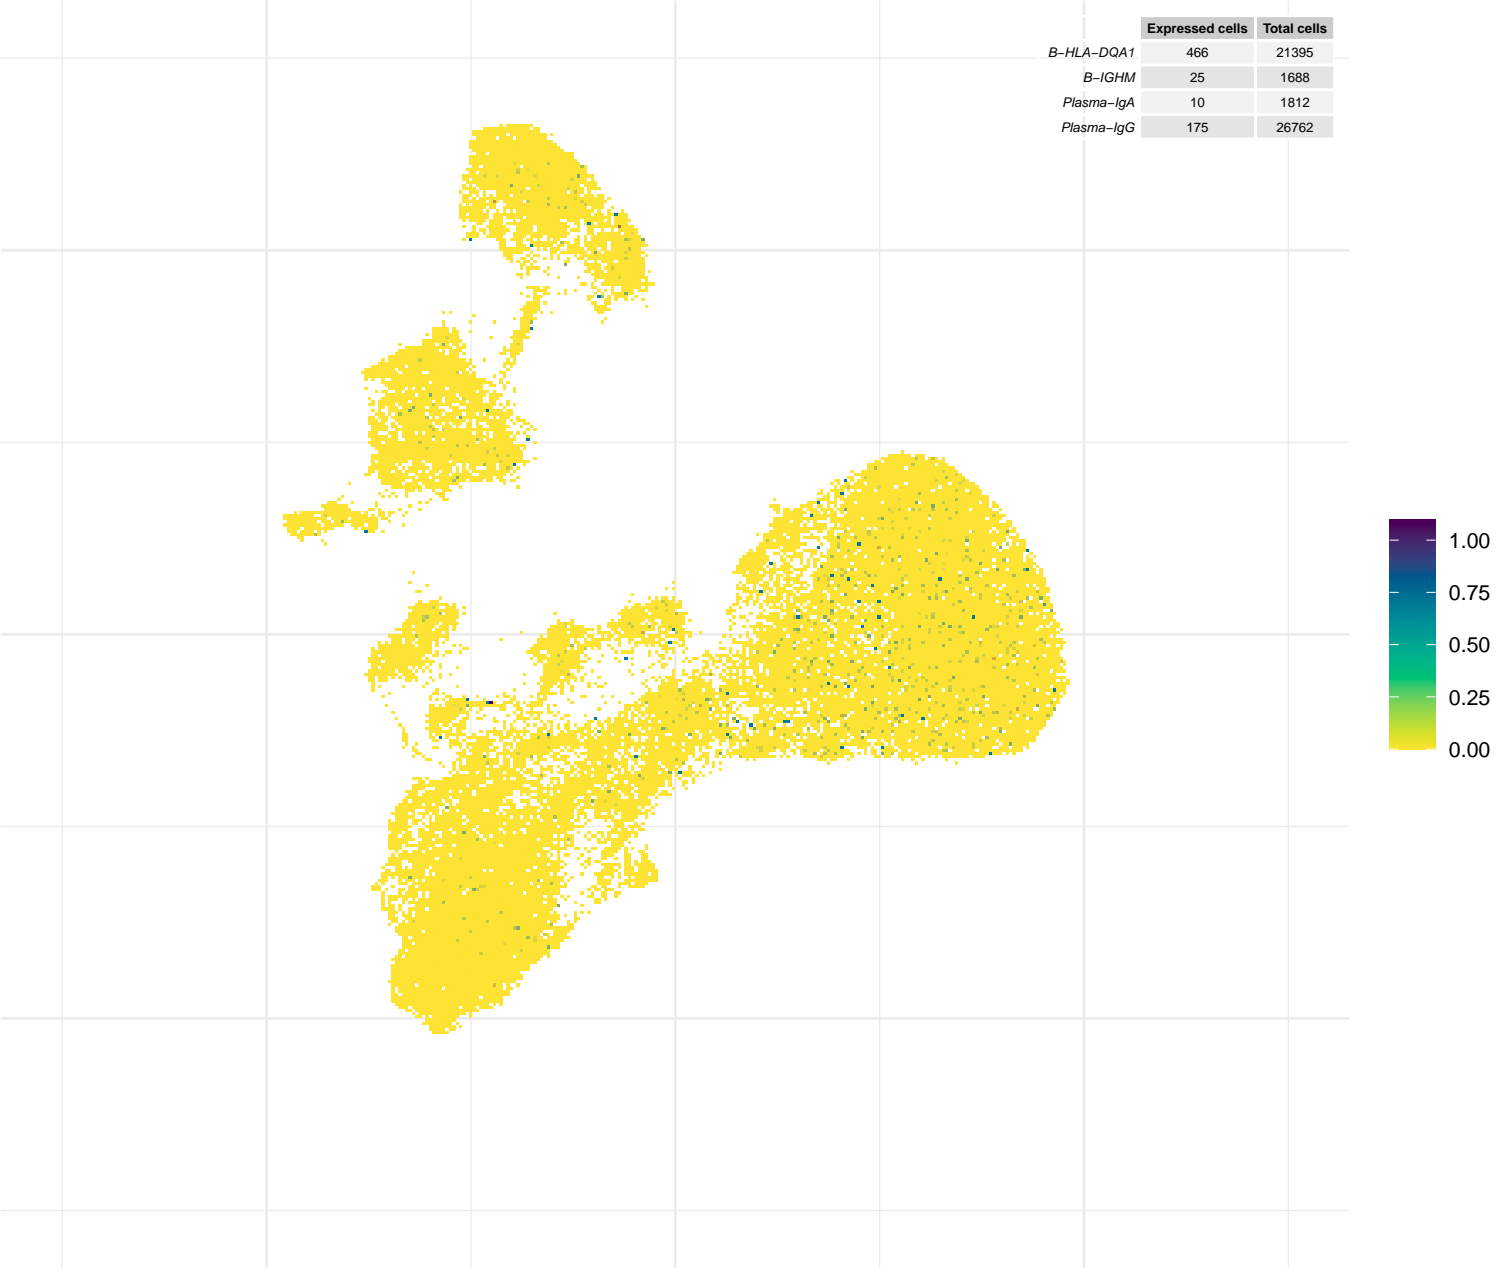 Expressed cells Total cells
B−HLA−DQA1 466 21395
B−IGHM 25 1688
Plasma−IgA 10 1812
Plasma−IgG 175 26762
1.00
0.75
0.50
0.25
0.00